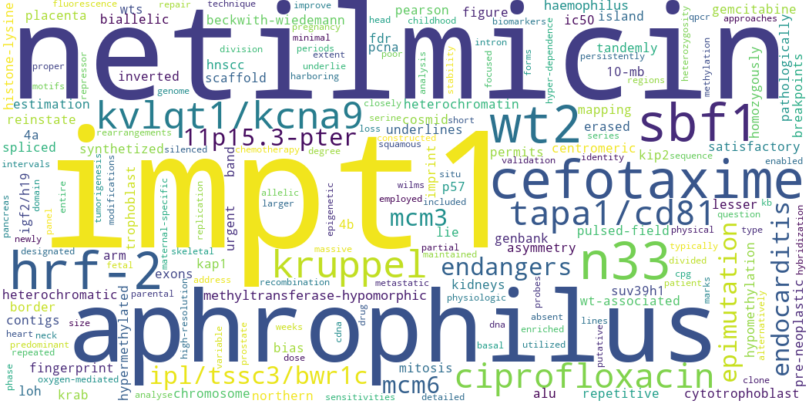 fluorescence repair technique improve haemophilus pearson figure ic50 island gemcitabine
placenta wts biallelic beckwith-wiedemann
histone-lysine
netilmicin
head childhood biomarkers qpcr approaches
pregnancy minimal periods extent underlie harboring
division fdr pcna hnscc scaffold inverted
proper motifs repressor genome
analysis stability poor intron focused forms hyper-dependence
persistently regions heterozygosity methylation
tandemly 10-mb homozygously pathologically breakpoints
estimation reinstate 4a spliced
kvlqt1/kcna9
closely heterochromatin
serine cosmid short
loss underlines
wt2
mapping erased series
sbf1
centromeric satisfactory
rearrangements 11p15.3-pter
synthesized silenced chemotherapy degree
squamous constructed
permits validation identity kip2 sequence enabled
impt1
imprint
cefotaxime
intervals pancreas igf2/h19 domain entire panel
tumorigenesis modifications trophoblast maternal-specific replication
band urgent allelic larger epigenetic
wilms situ p57
employed included
mcm3 lie
tapa1/cd81
lesser question kb
newly designated arm fetal skeletal kap1 address
4b massive partial maintained
genbank asymmetry pulsed-field physical type
typically divided cpg patient
hrf-2
exons recombination
kruppel
endangers
n33
epimutation
hypomethylation
endocarditis
pre-neoplastic hybridization
heterochromatic parental
methyltransferase-hypomorphic
kidneys physiologic probes suv39h1 marks
border contigs size
wt-associated
aphrophilus
heart neck predominant repeated
hypermethylated high-resolution
variable weeks prostate cdna drug metastatic
dna basal absent enriched utilized lines putative
clone alternatively
fingerprint bias dose
phase oxygen-mediated
ipl/tssc3/bwr1c
mitosis
ciprofloxacin
loh krab analyse chromosome northern sensitivities
mcm6 detailed alu repetitive cytotrophoblast